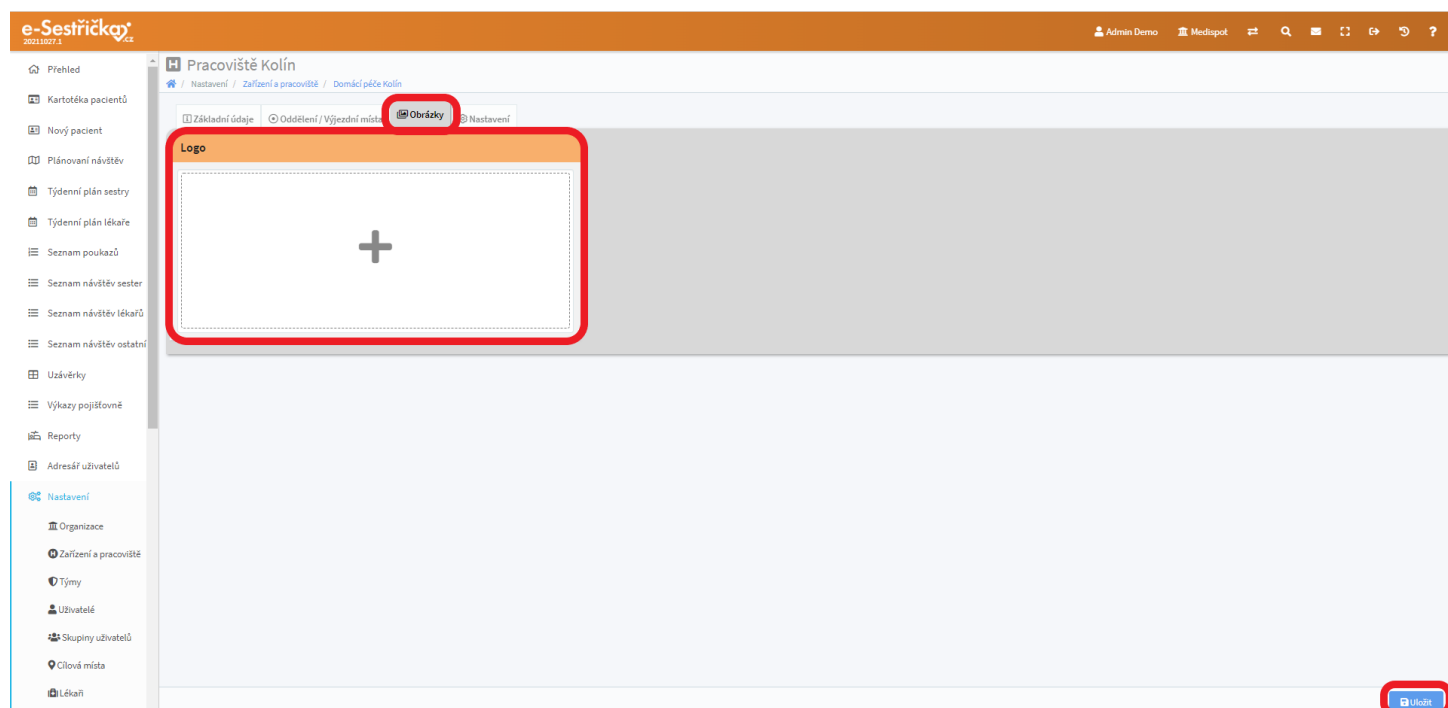 e-Sestřička.cz
20211027.1
Admin Demo
Medispot
?
Přehled
Kartotéka pacientů
Nový pacient
Plánovaní návštěv
Týdenní plán sestry
Týdenní plán lékaře
Seznam poukazů
Seznam návštěv sester
Seznam návštěv lékařů
Seznam návštěv ostatní
Uzávěrky
Výkazy pojišťovně
Reporty
Adresář uživatelů
Nastavení
Organizace
Zařízení a pracoviště
Týmy
Uživatelé
Skupiny uživatelů
Cílová místa
Lékaři
Pracoviště Kolín
/ Nastavení / Zařízení a pracoviště / Domácí péče Kolín
Základní údaje
Oddělení / Výjezdní místa
Obrázky
Nastavení
Logo
Uložit